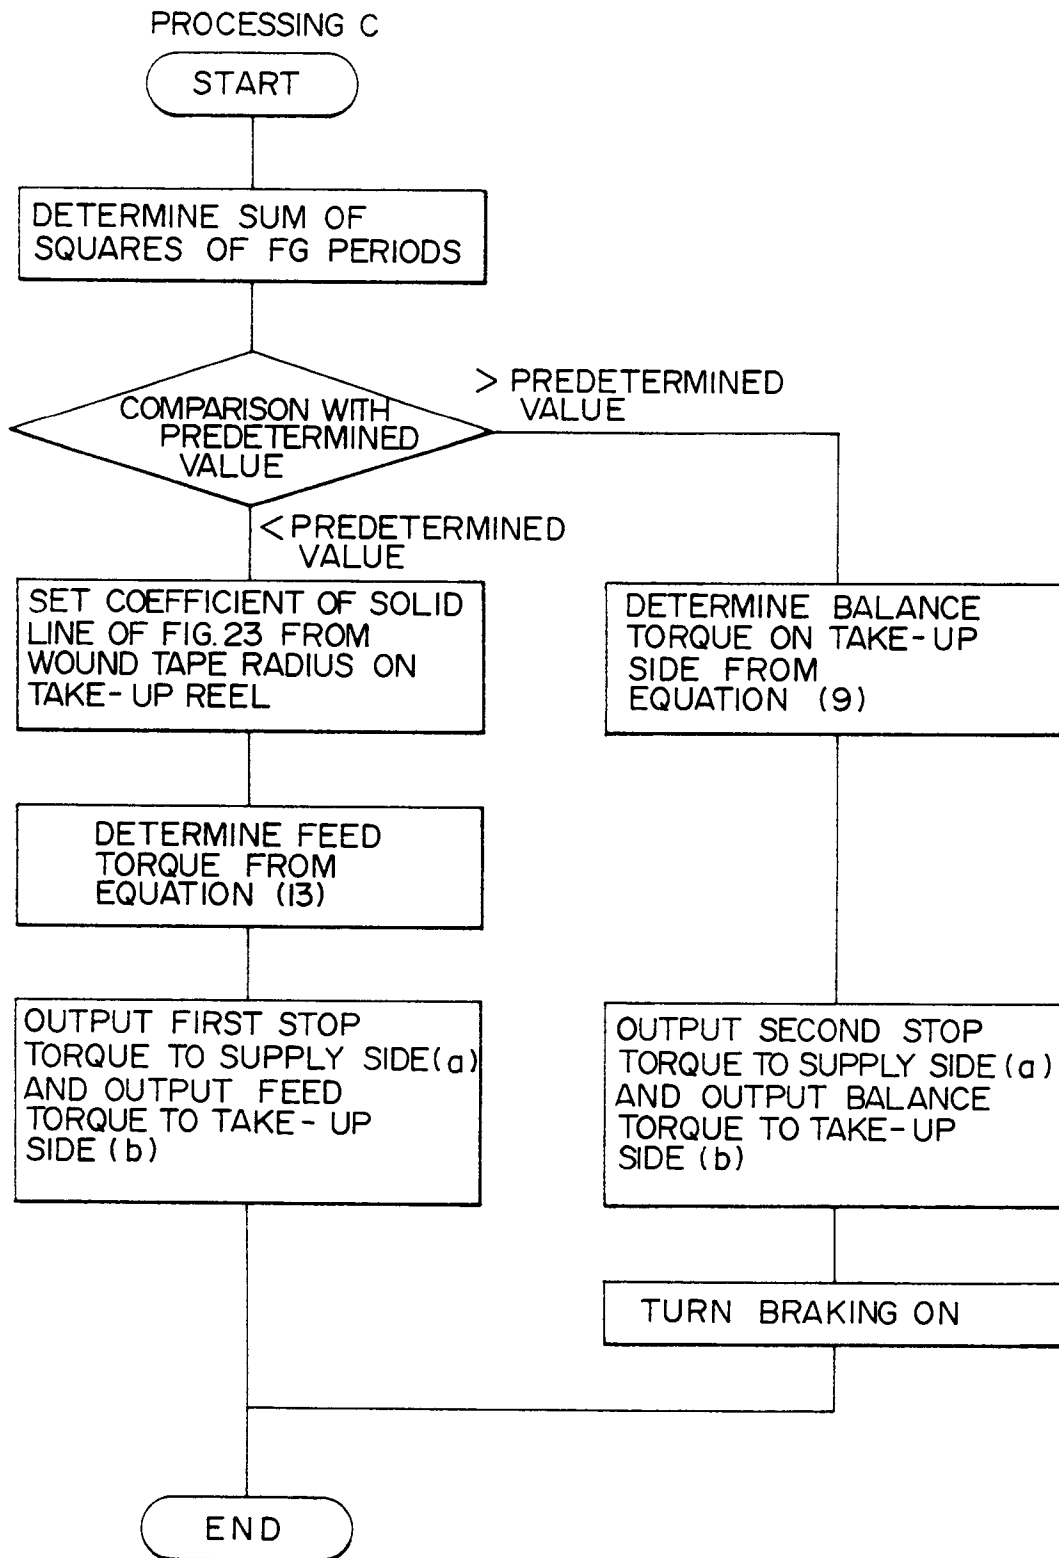 PROCESSING C
START
DETERMINE SUM OF
SQUARES OF FG PERIODS
COMPARISON WITH
PREDETERMINED
VALUE
> PREDETERMINED
VALUE
< PREDETERMINED
VALUE
SET COEFFICIENT OF SOLID
LINE OF FIG. 23 FROM
WOUND TAPE RADIUS ON
TAKE-UP REEL
DETERMINE BALANCE
TORQUE ON TAKE-UP
SIDE FROM
EQUATION (9)
DETERMINE FEED
TORQUE FROM
EQUATION (13)
OUTPUT FIRST STOP
TORQUE TO SUPPLY SIDE (a)
AND OUTPUT FEED
TORQUE TO TAKE-UP
SIDE (b)
OUTPUT SECOND STOP
TORQUE TO SUPPLY SIDE (a)
AND OUTPUT BALANCE
TORQUE TO TAKE-UP
SIDE (b)
TURN BRAKING ON
END